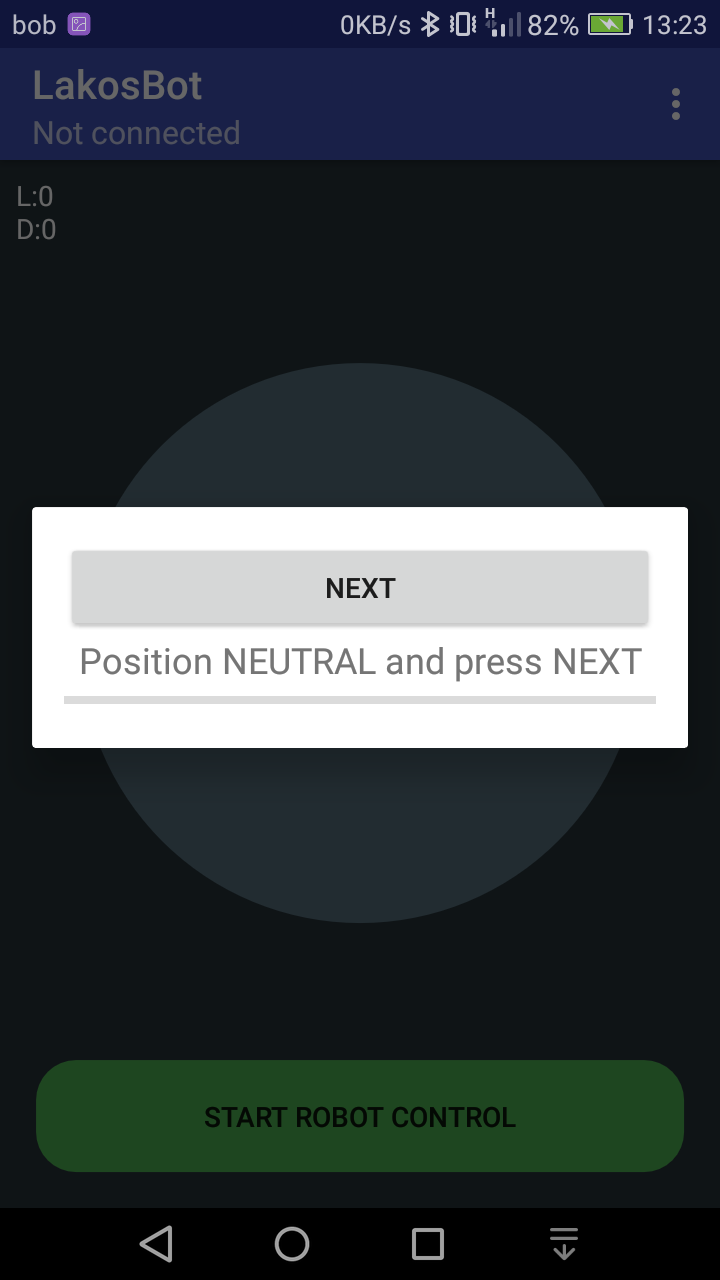 bob 0KB/s H 82% 13:23
LakosBot
Not connected
L:0
D:0
NEXT
Position NEUTRAL and press NEXT
START ROBOT CONTROL